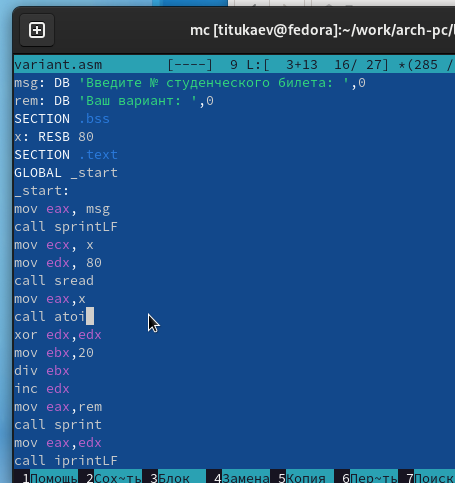 mc [titukaev@fedora]:~/work/arch-pc/
variant.asm [----] 9 L:[ 3+13 16/ 27] *(285 /
msg: DB 'Введите № студенческого билета: ',0
rem: DB 'Ваш вариант: ',0
SECTION .bss
x: RESB 80
SECTION .text
GLOBAL _start
_start:
mov eax, msg
call sprintLF
mov ecx, x
mov edx, 80
call sread
mov eax,x
call atoi
xor edx,edx
mov ebx,20
div ebx
inc edx
mov eax,rem
call sprint
mov eax,edx
call iprintLF
1Помощь 2Сох~ть 3Блок 4Замена 5Копия 6Пер~ть 7Поиск